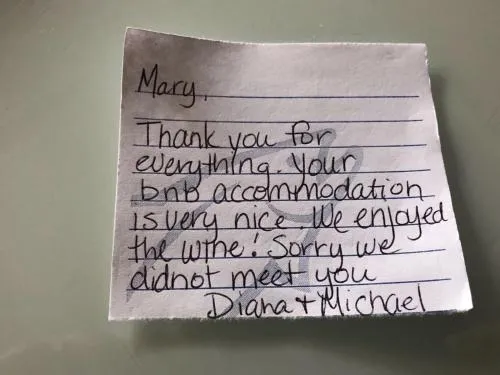 Mary,
Thank you for
everything. Your
bnb accommodation
is very nice. We enjoyed
the wine! Sorry we
didnot meet you
Diana + Michael